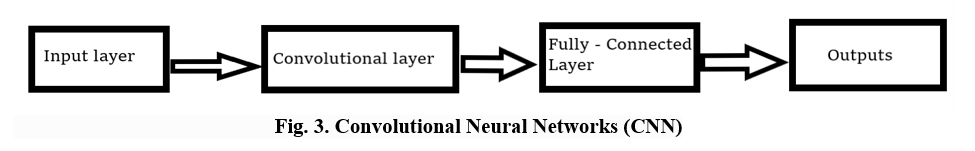 Input layer
Convolutional layer
Fully - Connected
Layer
Outputs
Fig. 3. Convolutional Neural Networks (CNN)